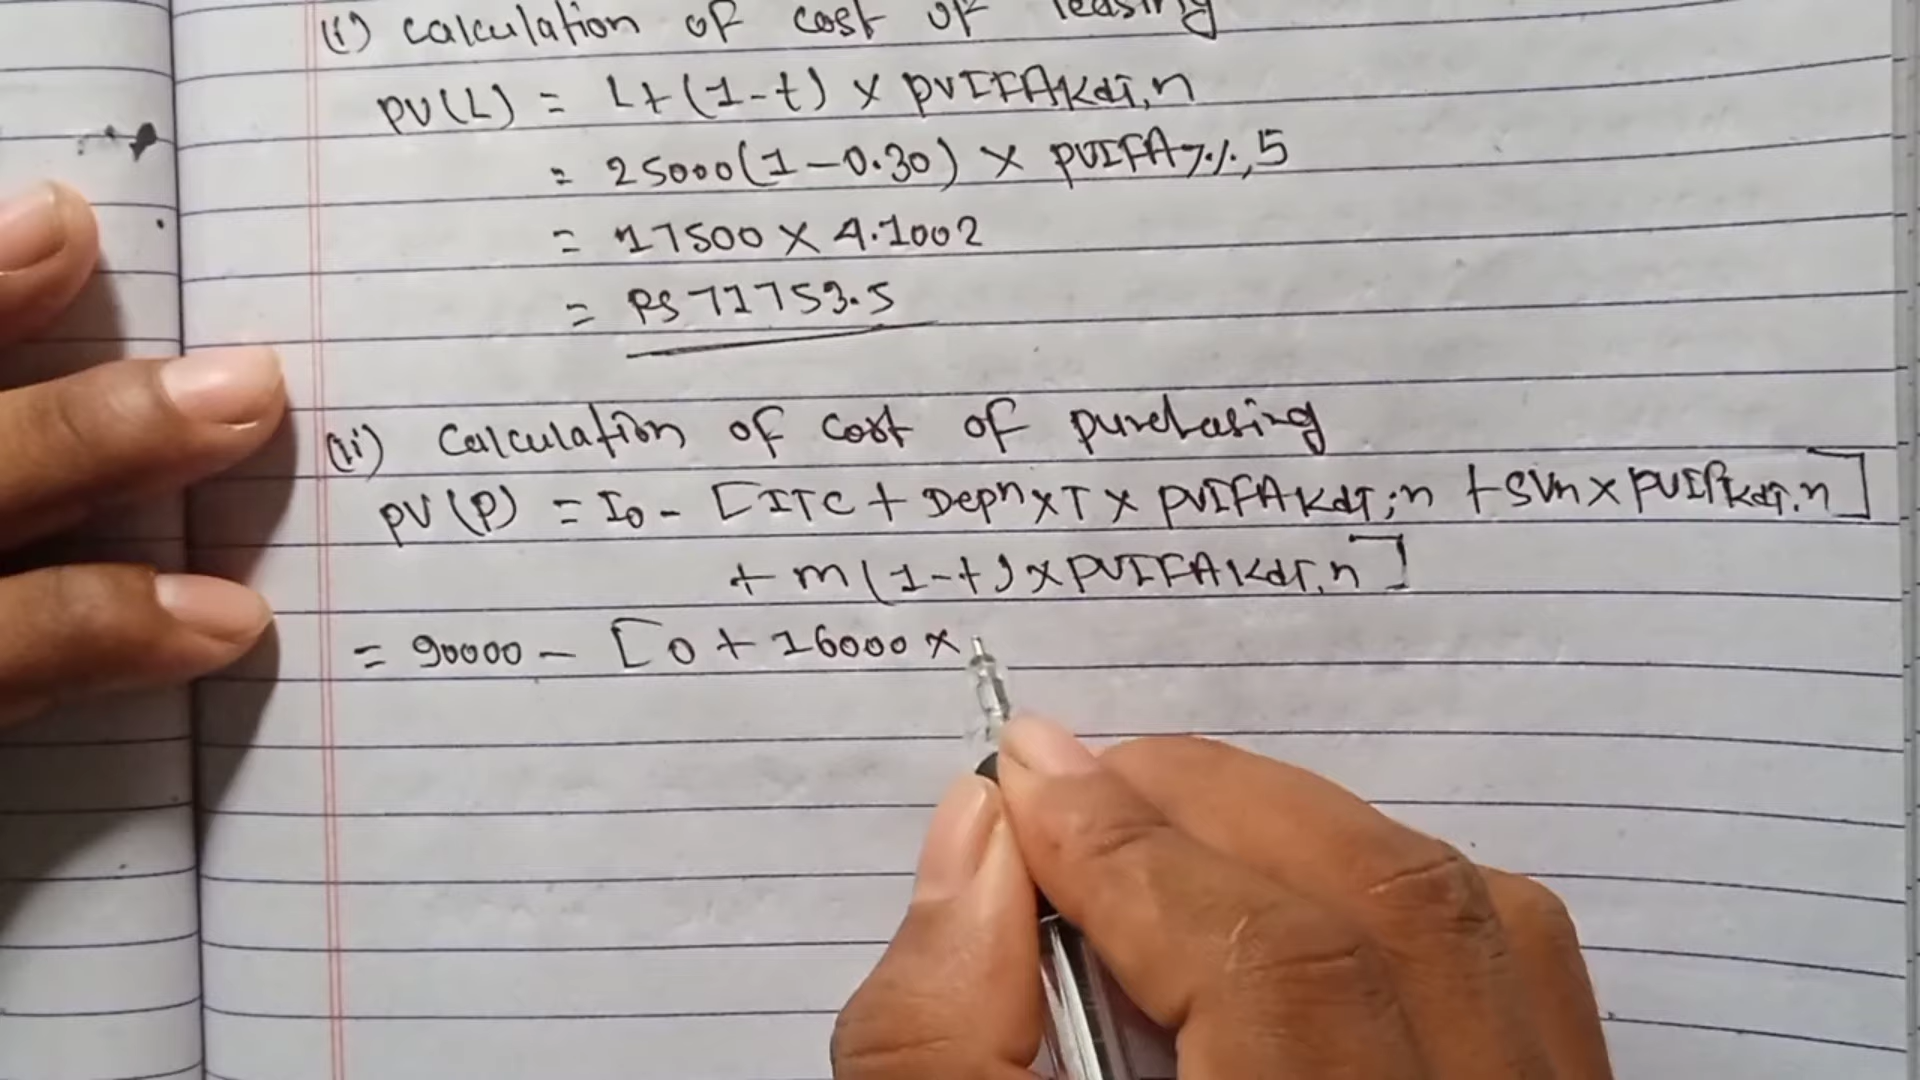 (i) calculation of cost of leasing
PV(L) = Lt(1-t) x PVIFAKdT,n
= 25000(1-0.30) x PVIFA7%,5
= 17500 x 4.1002
= RS 71753.5
(ii) Calculation of Cost of purchasing
PV(P) = I0 - [ITC + Depn x T x PVIFAKdT,n + SVn x PVIFKdT,n]
+ m(1-t) x PVIFAKdT,n]
= 90000 - [0 + 16000 x